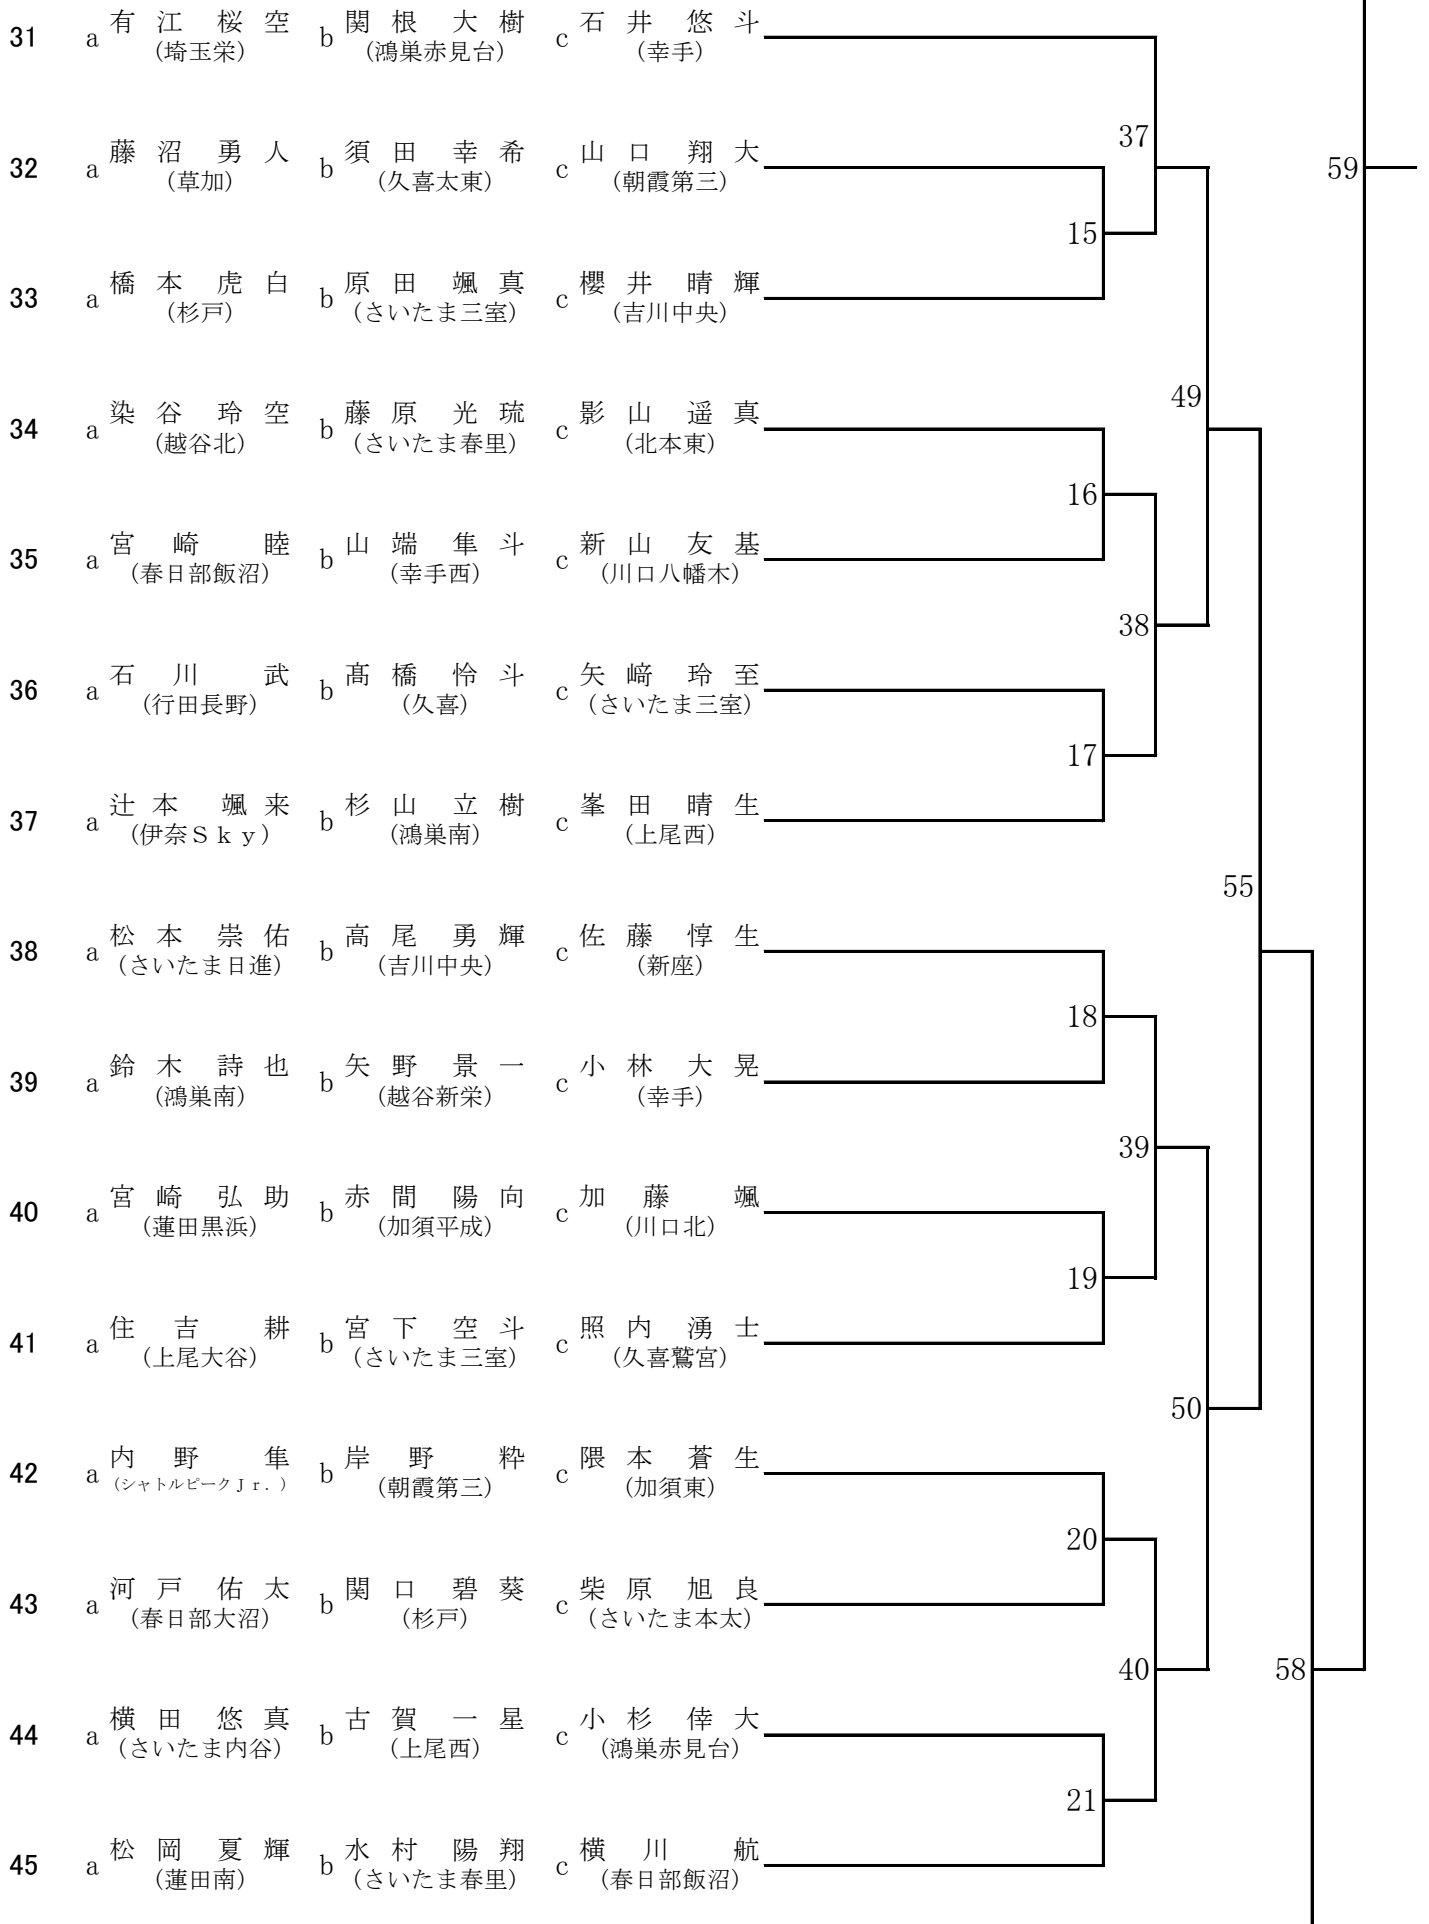 31 a 有江 桜空 b 関根 大樹 c 石井 悠斗
(埼玉栄) (鴻巣赤見台) (幸手)
37
32 a 藤沼 勇人 b 須田 幸希 c 山口 翔大 59
(草加) (久喜太東) (朝霞第三)
15
33 a 橋本 虎白 b 原田 颯真 c 櫻井 晴輝
(杉戸) (さいたま三室) (吉川中央)
49
34 a 染谷 玲空 b 藤原 光琉 c 影山 遥真
(越谷北) (さいたま春里) (北本東)
16
35 a 宮崎 睦 b 山端 隼斗 c 新山 友基
(春日部飯沼) (幸手西) (川口八幡木)
38
36 a 石川 武 b 髙橋 怜斗 c 矢﨑 玲至
(行田長野) (久喜) (さいたま三室)
17
37 a 辻本 颯来 b 杉山 立樹 c 峯田 晴生
(伊奈Ｓｋｙ) (鴻巣南) (上尾西)
55
38 a 松本 崇佑 b 高尾 勇輝 c 佐藤 惇生
(さいたま日進) (吉川中央) (新座)
18
39 a 鈴木 詩也 b 矢野 景一 c 小林 大晃
(鴻巣南) (越谷新栄) (幸手)
39
40 a 宮崎 弘助 b 赤間 陽向 c 加藤 颯
(蓮田黒浜) (加須平成) (川口北)
19
41 a 住吉 耕 b 宮下 空斗 c 照内 湧士
(上尾大谷) (さいたま三室) (久喜鷲宮)
50
42 a 内野 隼 b 岸野 粋 c 隈本 蒼生
(シャトルピークＪｒ．) (朝霞第三) (加須東)
20
43 a 河戸 佑太 b 関口 碧葵 c 柴原 旭良
(春日部大沼) (杉戸) (さいたま本太)
40 58
44 a 横田 悠真 b 古賀 一星 c 小杉 倖大
(さいたま内谷) (上尾西) (鴻巣赤見台)
21
45 a 松岡 夏輝 b 水村 陽翔 c 横川 航
(蓮田南) (さいたま春里) (春日部飯沼)